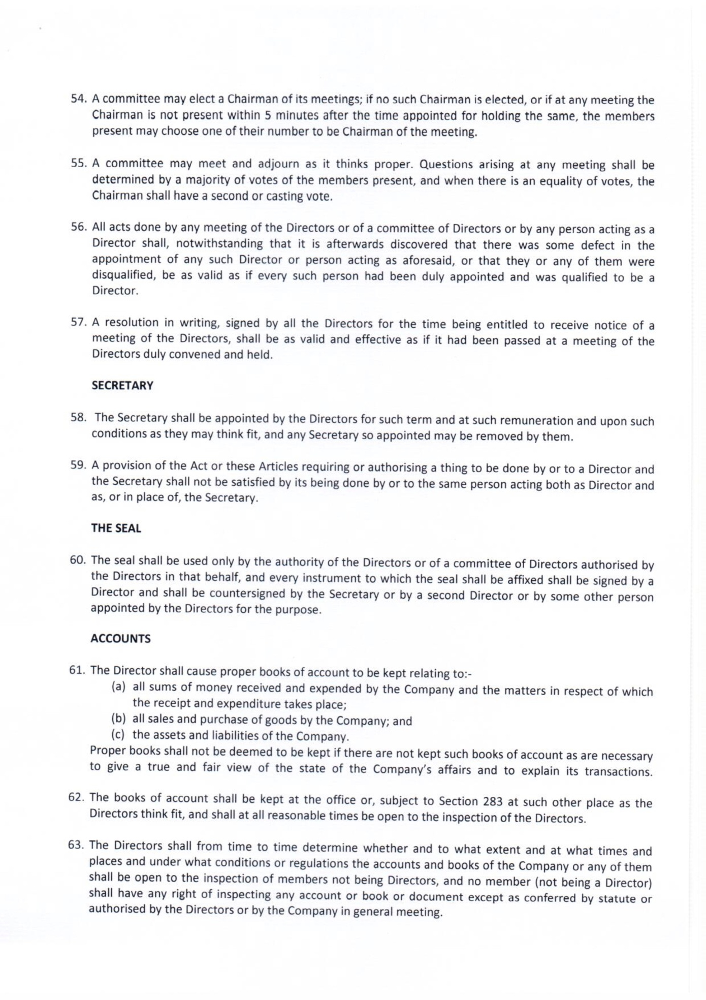 54. A committee may elect a Chairman of its meetings; if no such Chairman is elected, or if at any meeting the
Chairman is not present within 5 minutes after the time appointed for holding the same, the members
present may choose one of their number to be Chairman of the meeting.
55. A committee may meet and adjourn as it thinks proper. Questions arising at any meeting shall be
determined by a majority of votes of the members present, and when there is an equality of votes, the
Chairman shall have a second or casting vote.
56. All acts done by any meeting of the Directors or of a committee of Directors or by any person acting as a
Director shall, notwithstanding that it is afterwards discovered that there was some defect in the
appointment of any such Director or person acting as aforesaid, or that they or any of them were
disqualified, be as valid as if every such person had been duly appointed and was qualified to be a
Director.
57. A resolution in writing, signed by all the Directors for the time being entitled to receive notice of a
meeting of the Directors, shall be as valid and effective as if it had been passed at a meeting of the
Directors duly convened and held.
SECRETARY
58. The Secretary shall be appointed by the Directors for such term and at such remuneration and upon such
conditions as they may think fit, and any Secretary so appointed may be removed by them.
59. A provision of the Act or these Articles requiring or authorising a thing to be done by or to a Director and
the Secretary shall not be satisfied by its being done by or to the same person acting both as Director and
as, or in place of, the Secretary.
THE SEAL
60. The seal shall be used only by the authority of the Directors or of a committee of Directors authorised by
the Directors in that behalf, and every instrument to which the seal shall be affixed shall be signed by a
Director and shall be countersigned by the Secretary or by a second Director or by some other person
appointed by the Directors for the purpose.
ACCOUNTS
61. The Director shall cause proper books of account to be kept relating to:-
(a) all sums of money received and expended by the Company and the matters in respect of which
the receipt and expenditure takes place;
(b) all sales and purchase of goods by the Company; and
(c) the assets and liabilities of the Company.
Proper books shall not be deemed to be kept if there are not kept such books of account as are necessary
to give a true and fair view of the state of the Company's affairs and to explain its transactions.
62. The books of account shall be kept at the office or, subject to Section 283 at such other place as the
Directors think fit, and shall at all reasonable times be open to the inspection of the Directors.
63. The Directors shall from time to time determine whether and to what extent and at what times and
places and under what conditions or regulations the accounts and books of the Company or any of them
shall be open to the inspection of members not being Directors, and no member (not being a Director)
shall have any right of inspecting any account or book or document except as conferred by statute or
authorised by the Directors or by the Company in general meeting.